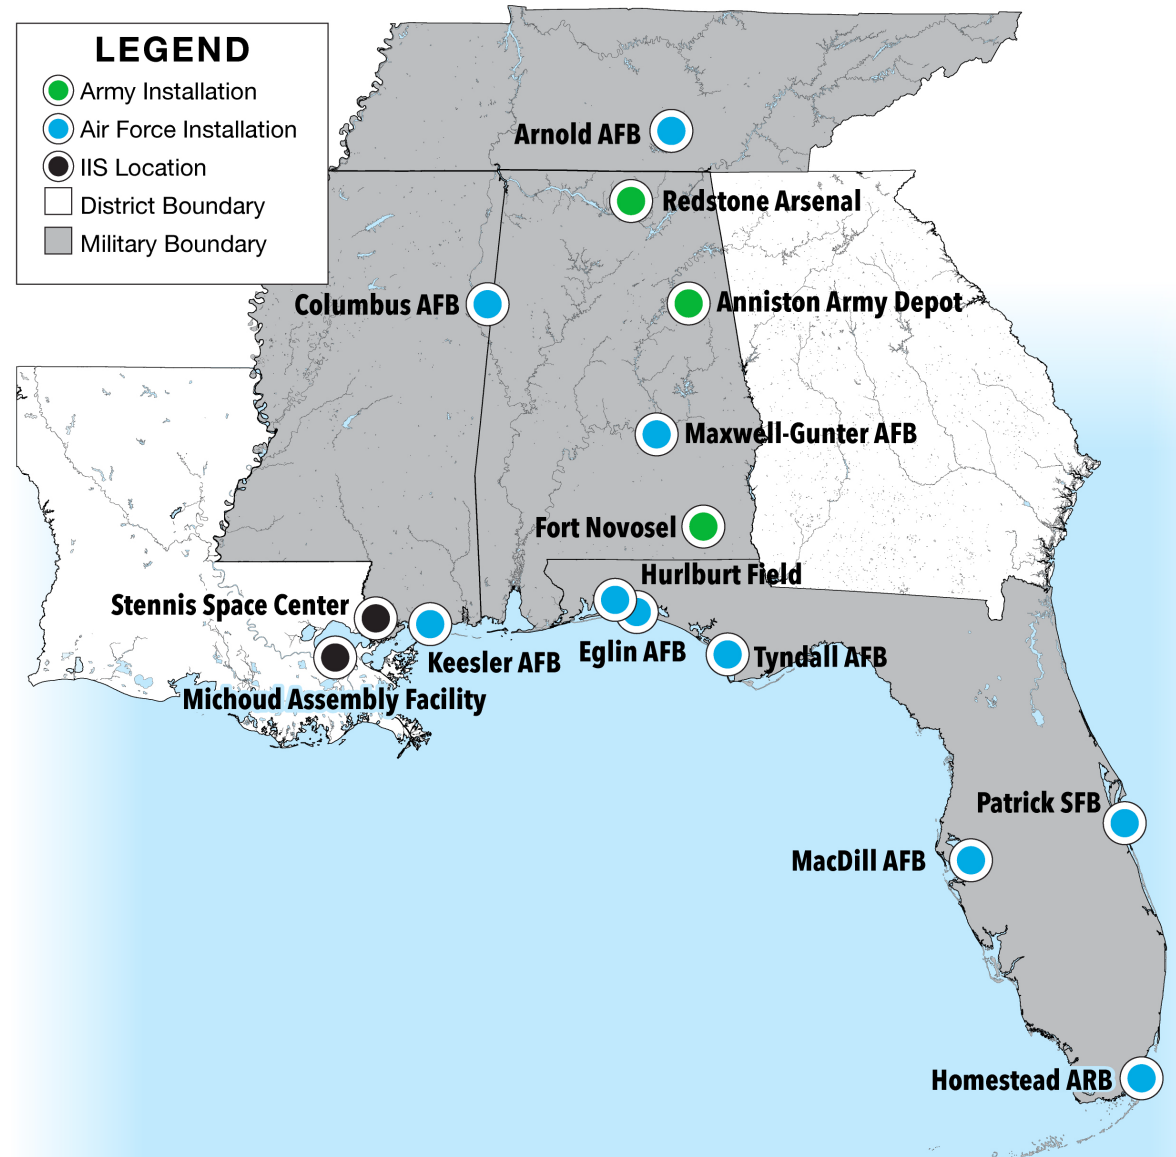 LEGEND
Army Installation
Air Force Installation
IIS Location
District Boundary
Military Boundary
Arnold AFB
Redstone Arsenal
Columbus AFB
Anniston Army Depot
Maxwell-Gunter AFB
Fort Novosel
Hurlburt Field
Stennis Space Center
Eglin AFB
Keesler AFB
Tyndall AFB
Michoud Assembly Facility
Patrick SFB
MacDill AFB
Homestead ARB